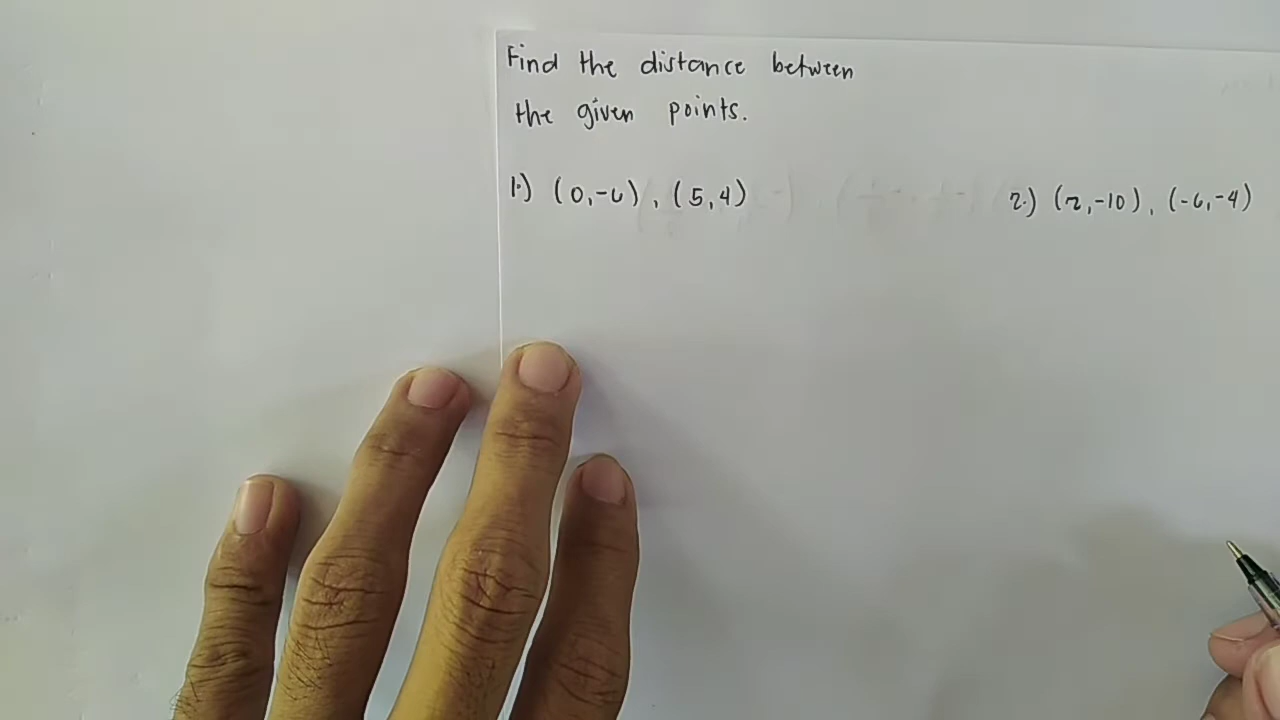 Find the distance between
the given points.
1.) (0,-6), (5,4) 2.) (2,-10), (-6,-4)